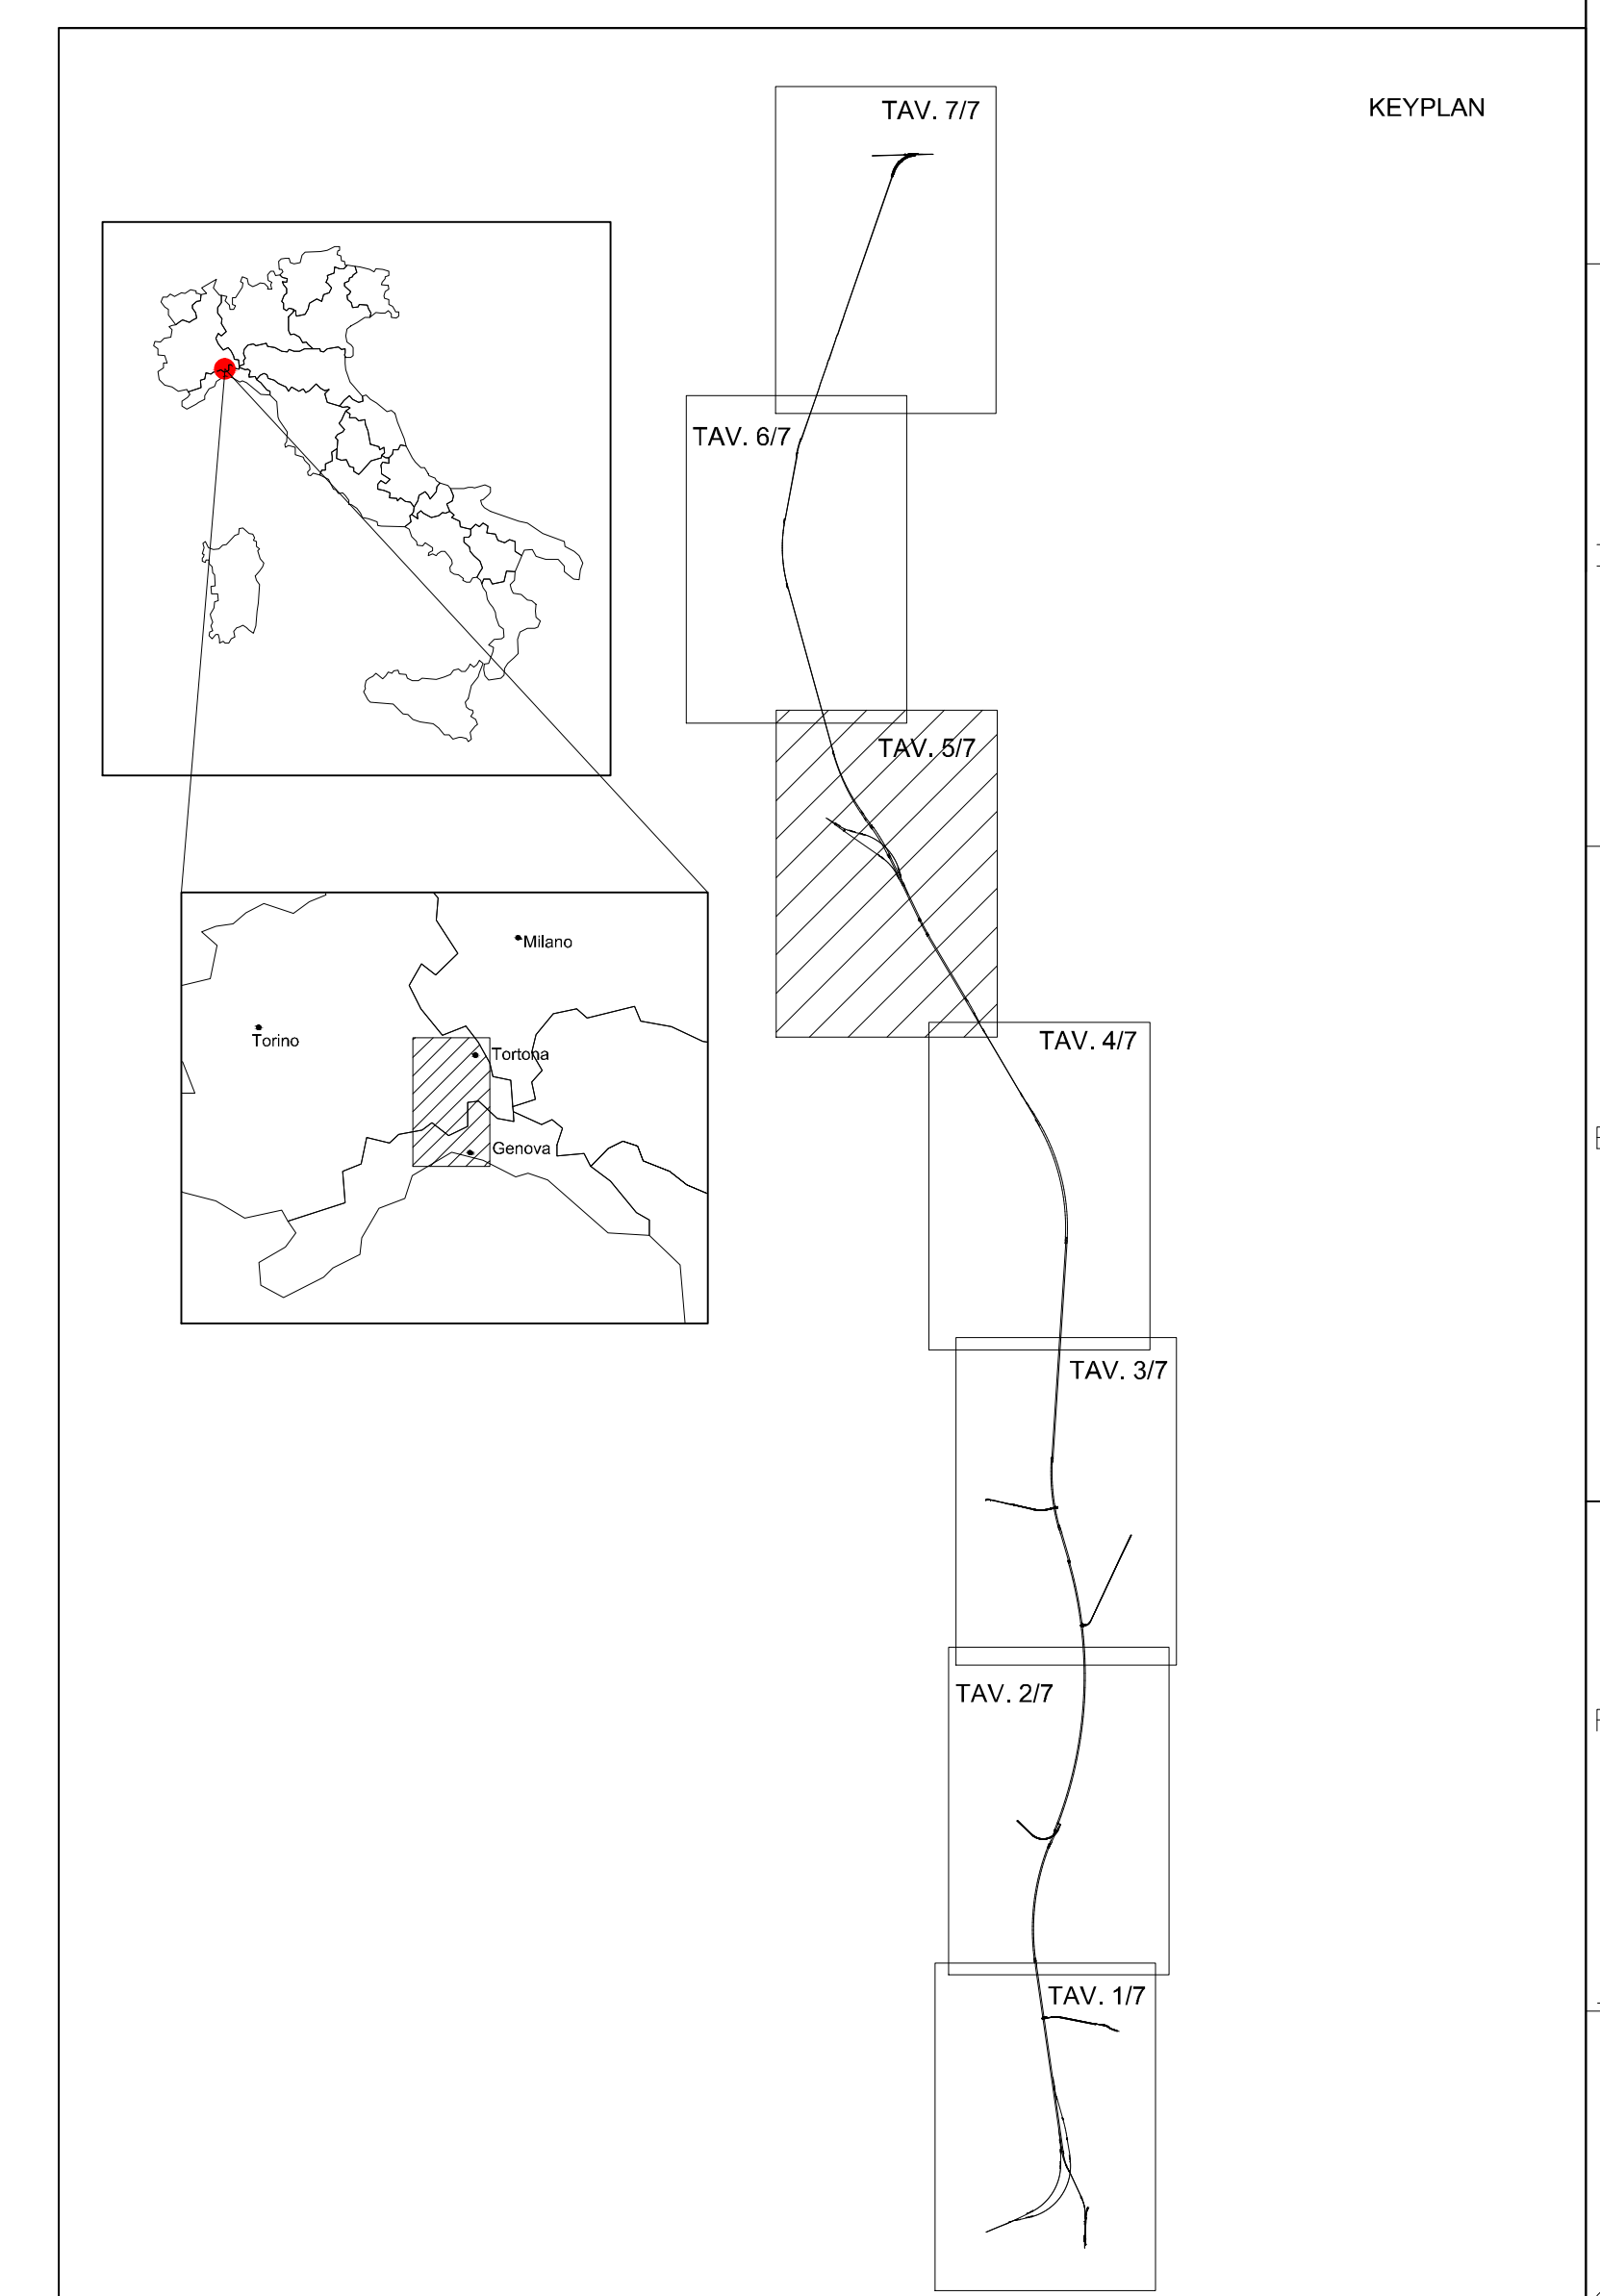 KEYPLAN
TAV. 7/7
TAV. 6/7
TAV. 5/7
Milano
Torino
Tortona
Genova
TAV. 4/7
TAV. 3/7
TAV. 2/7
TAV. 1/7